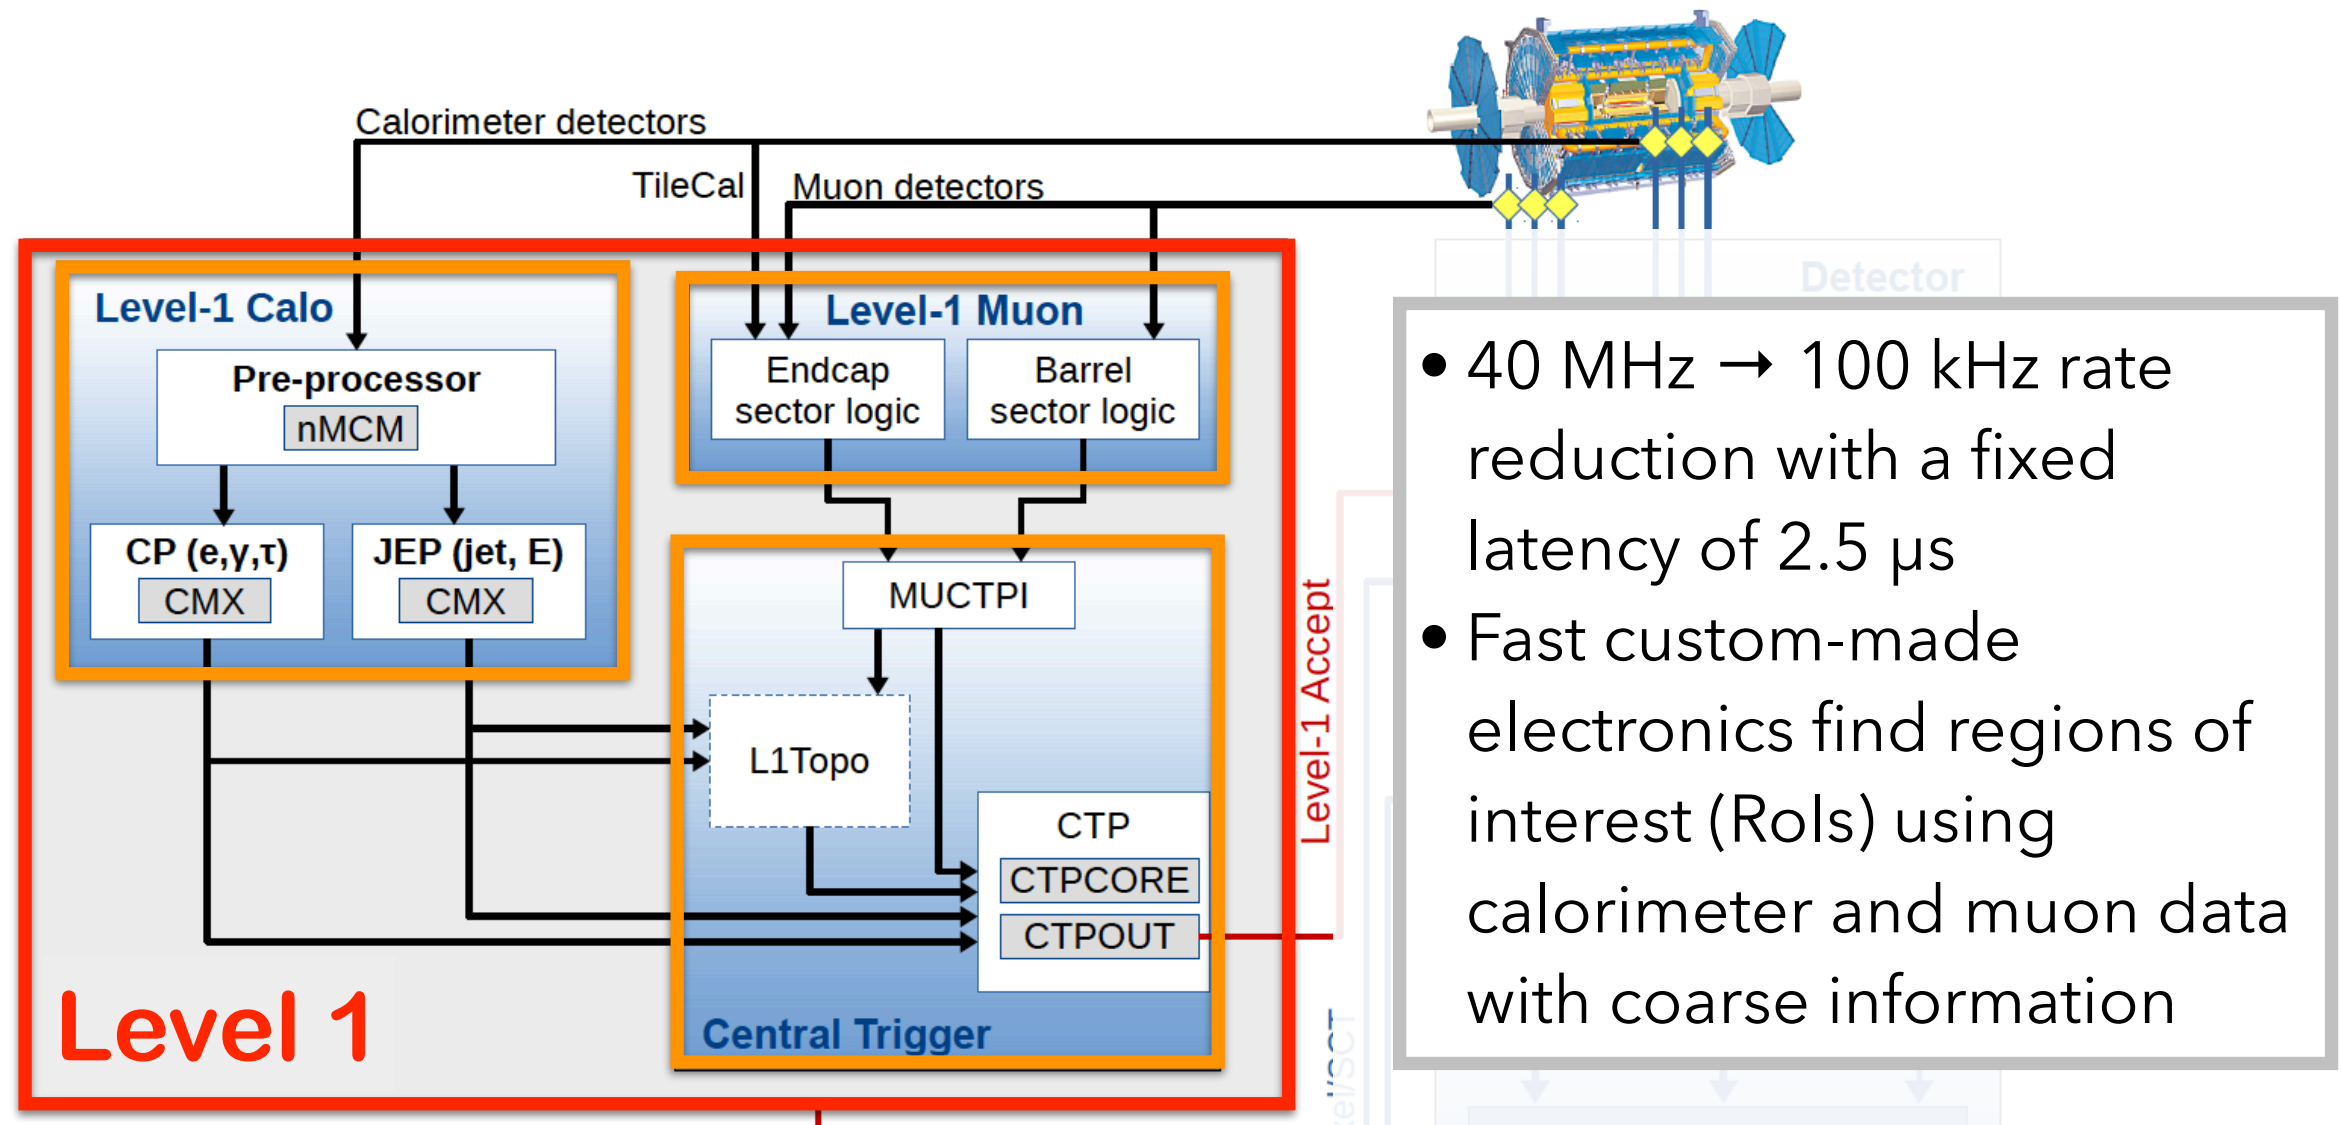 Calorimeter detectors
TileCal
Muon detectors
Level-1 Calo
Pre-processor
nMCM
CP (e,γ,τ)
CMX
JEP (jet, E)
CMX
Level-1 Muon
Endcap
sector logic
Barrel
sector logic
MUCTPI
L1Topo
CTP
CTPCORE
CTPOUT
Central Trigger
Level 1
Level-1 Accept
Detector
• 40 MHz → 100 kHz rate
reduction with a fixed
latency of 2.5 μs
• Fast custom-made
electronics find regions of
interest (RoIs) using
calorimeter and muon data
with coarse information